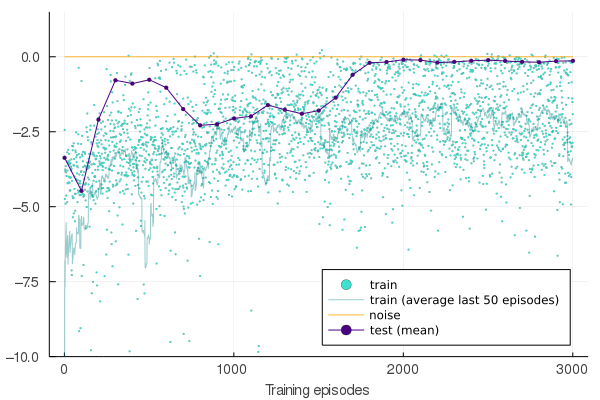 0.0
−2.5
−5.0
−7.5
−10.0
0 1000 2000 3000
Training episodes
train
train (average last 50 episodes)
noise
test (mean)